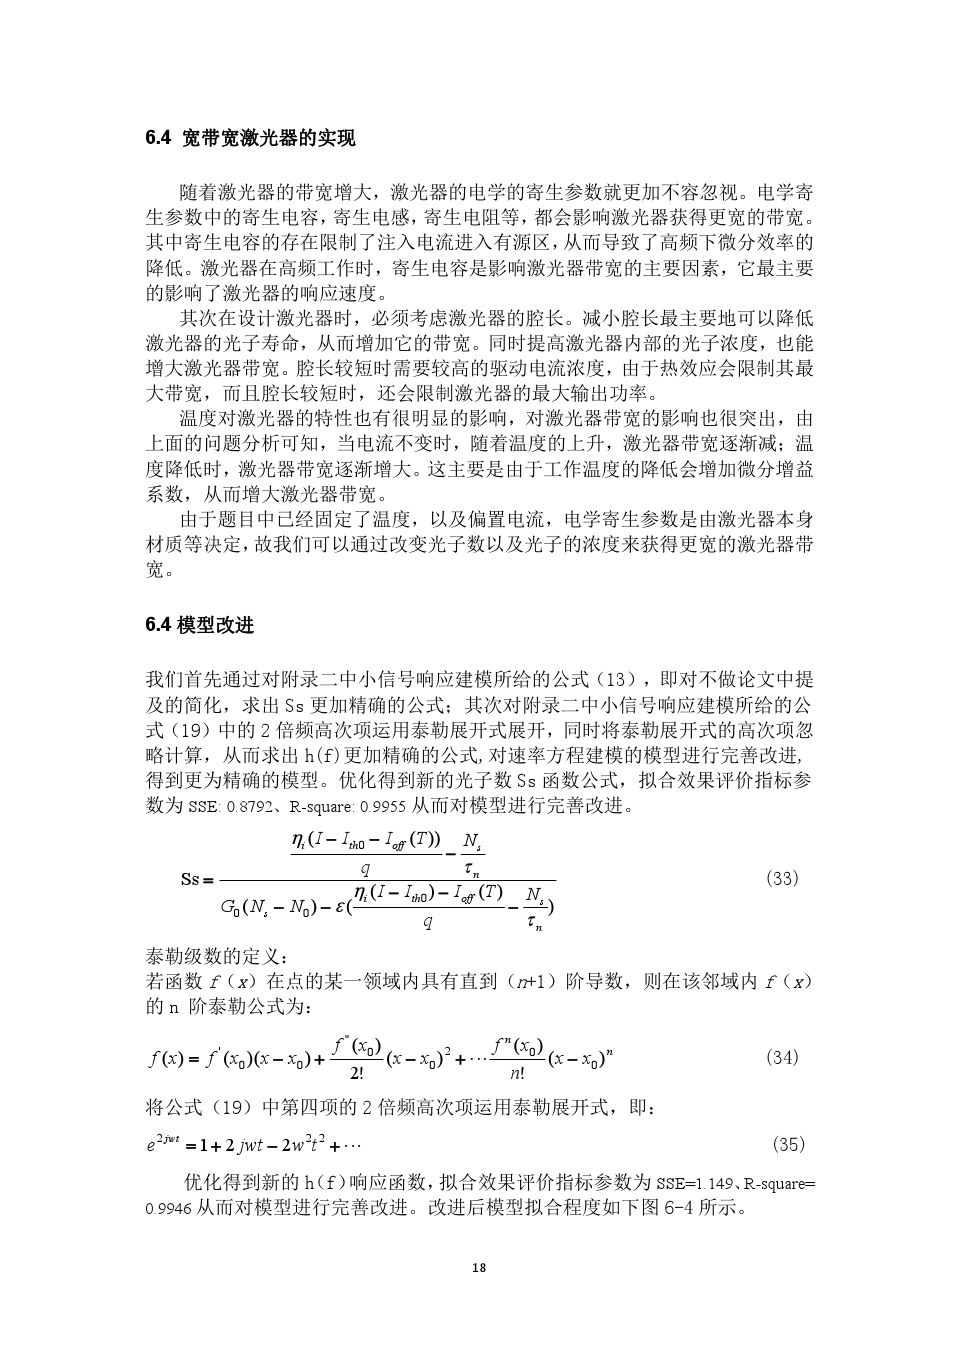 6.4 宽带宽激光器的实现
随着激光器的带宽增大，激光器的电学的寄生参数就更加不容忽视。电学寄
生参数中的寄生电容，寄生电感，寄生电阻等，都会影响激光器获得更宽的带宽。
其中寄生电容的存在限制了注入电流进入有源区，从而导致了高频下微分效率的
降低。激光器在高频工作时，寄生电容是影响激光器带宽的主要因素，它最主要
的影响了激光器的响应速度。
其次在设计激光器时，必须考虑激光器的腔长。减小腔长最主要地可以降低
激光器的光子寿命，从而增加它的带宽。同时提高激光器内部的光子浓度，也能
增大激光器带宽。腔长较短时需要较高的驱动电流浓度，由于热效应会限制其最
大带宽，而且腔长较短时，还会限制激光器的最大输出功率。
温度对激光器的特性也有很明显的影响，对激光器带宽的影响也很突出，由
上面的问题分析可知，当电流不变时，随着温度的上升，激光器带宽逐渐减；温
度降低时，激光器带宽逐渐增大。这主要是由于工作温度的降低会增加微分增益
系数，从而增大激光器带宽。
由于题目中已经固定了温度，以及偏置电流，电学寄生参数是由激光器本身
材质等决定，故我们可以通过改变光子数以及光子的浓度来获得更宽的激光器带
宽。
6.4 模型改进
我们首先通过对附录二中小信号响应建模所给的公式（13），即对不做论文中提
及的简化，求出 Ss 更加精确的公式；其次对附录二中小信号响应建模所给的公
式（19）中的 2 倍频高次项运用泰勒展开式展开，同时将泰勒展开式的高次项忽
略计算，从而求出 h(f)更加精确的公式,对速率方程建模的模型进行完善改进,
得到更为精确的模型。优化得到新的光子数 Ss 函数公式，拟合效果评价指标参
数为 SSE: 0.8792、R-square: 0.9955 从而对模型进行完善改进。
Ss = \frac{\frac{η_i(I − I_{th0} − I_{off}(T))}{q} − \frac{N_s}{τ_n}}{G_0(N_s − N_0) − ε(\frac{η_i(I − I_{th0}) − I_{off}(T)}{q} − \frac{N_s}{τ_n})} (33)
泰勒级数的定义：
若函数 f（x）在点的某一领域内具有直到（n+1）阶导数，则在该邻域内 f（x）
的 n 阶泰勒公式为：
f(x) = f^{'}(x_0)(x − x_0) + \frac{f^{"}(x_0)}{2!}(x − x_0)^2 + ⋯ \frac{f^{n}(x_0)}{n!}(x − x_0)^n (34)
将公式（19）中第四项的 2 倍频高次项运用泰勒展开式，即：
e^{2jwt} = 1 + 2jwt − 2w^2t^2 + ⋯ (35)
优化得到新的 h(f)响应函数，拟合效果评价指标参数为 SSE=1.149、R-square=
0.9946 从而对模型进行完善改进。改进后模型拟合程度如下图 6-4 所示。
18